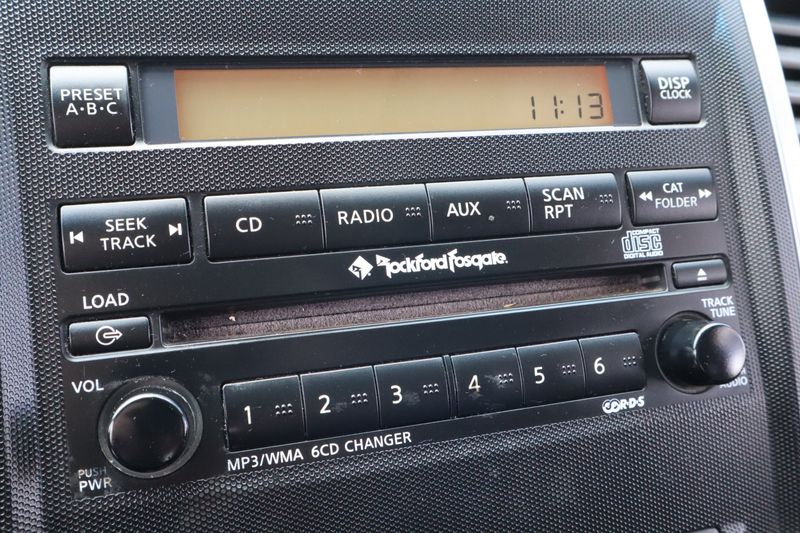 PRESET
A·B·C
11:13
DISP
CLOCK
SEEK
TRACK
CD
RADIO
AUX
SCAN
RPT
CAT
FOLDER
Rockford Fosgate
COMPACT
disc
DIGITAL AUDIO
LOAD
TRACK
TUNE
VOL
1
2
3
4
5
6
AUDIO
R·D·S
MP3/WMA 6CD CHANGER
PUSH
PWR